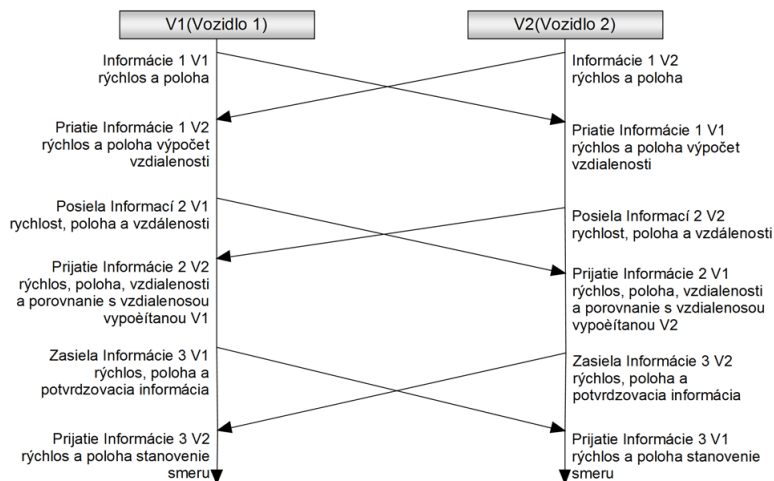 V1(Vozidlo 1)
V2(Vozidlo 2)
Informácie 1 V1
rýchlos a poloha
Informácie 1 V2
rýchlos a poloha
Priatie Informácie 1 V2
rýchlos a poloha výpočet
vzdialenosti
Priatie Informácie 1 V1
rýchlos a poloha výpočet
vzdialenosti
Posiela Informací 2 V1
rychlost, poloha a vzdálenosti
Posiela Informací 2 V2
rychlost, poloha a vzdálenosti
Prijatie Informácie 2 V2
rýchlos, poloha, vzdialenosti
a porovnanie s vzdialenosou
vypoèítanou V1
Prijatie Informácie 2 V1
rýchlos, poloha, vzdialenosti
a porovnanie s vzdialenosou
vypoèítanou V2
Zasiela Informácie 3 V1
rýchlos, poloha a
potvrdzovacia informácia
Zasiela Informácie 3 V2
rýchlos, poloha a
potvrdzovacia informácia
Prijatie Informácie 3 V2
rýchlos a poloha stanovenie
smeru
Prijatie Informácie 3 V1
rýchlos a poloha stanovenie
smeru